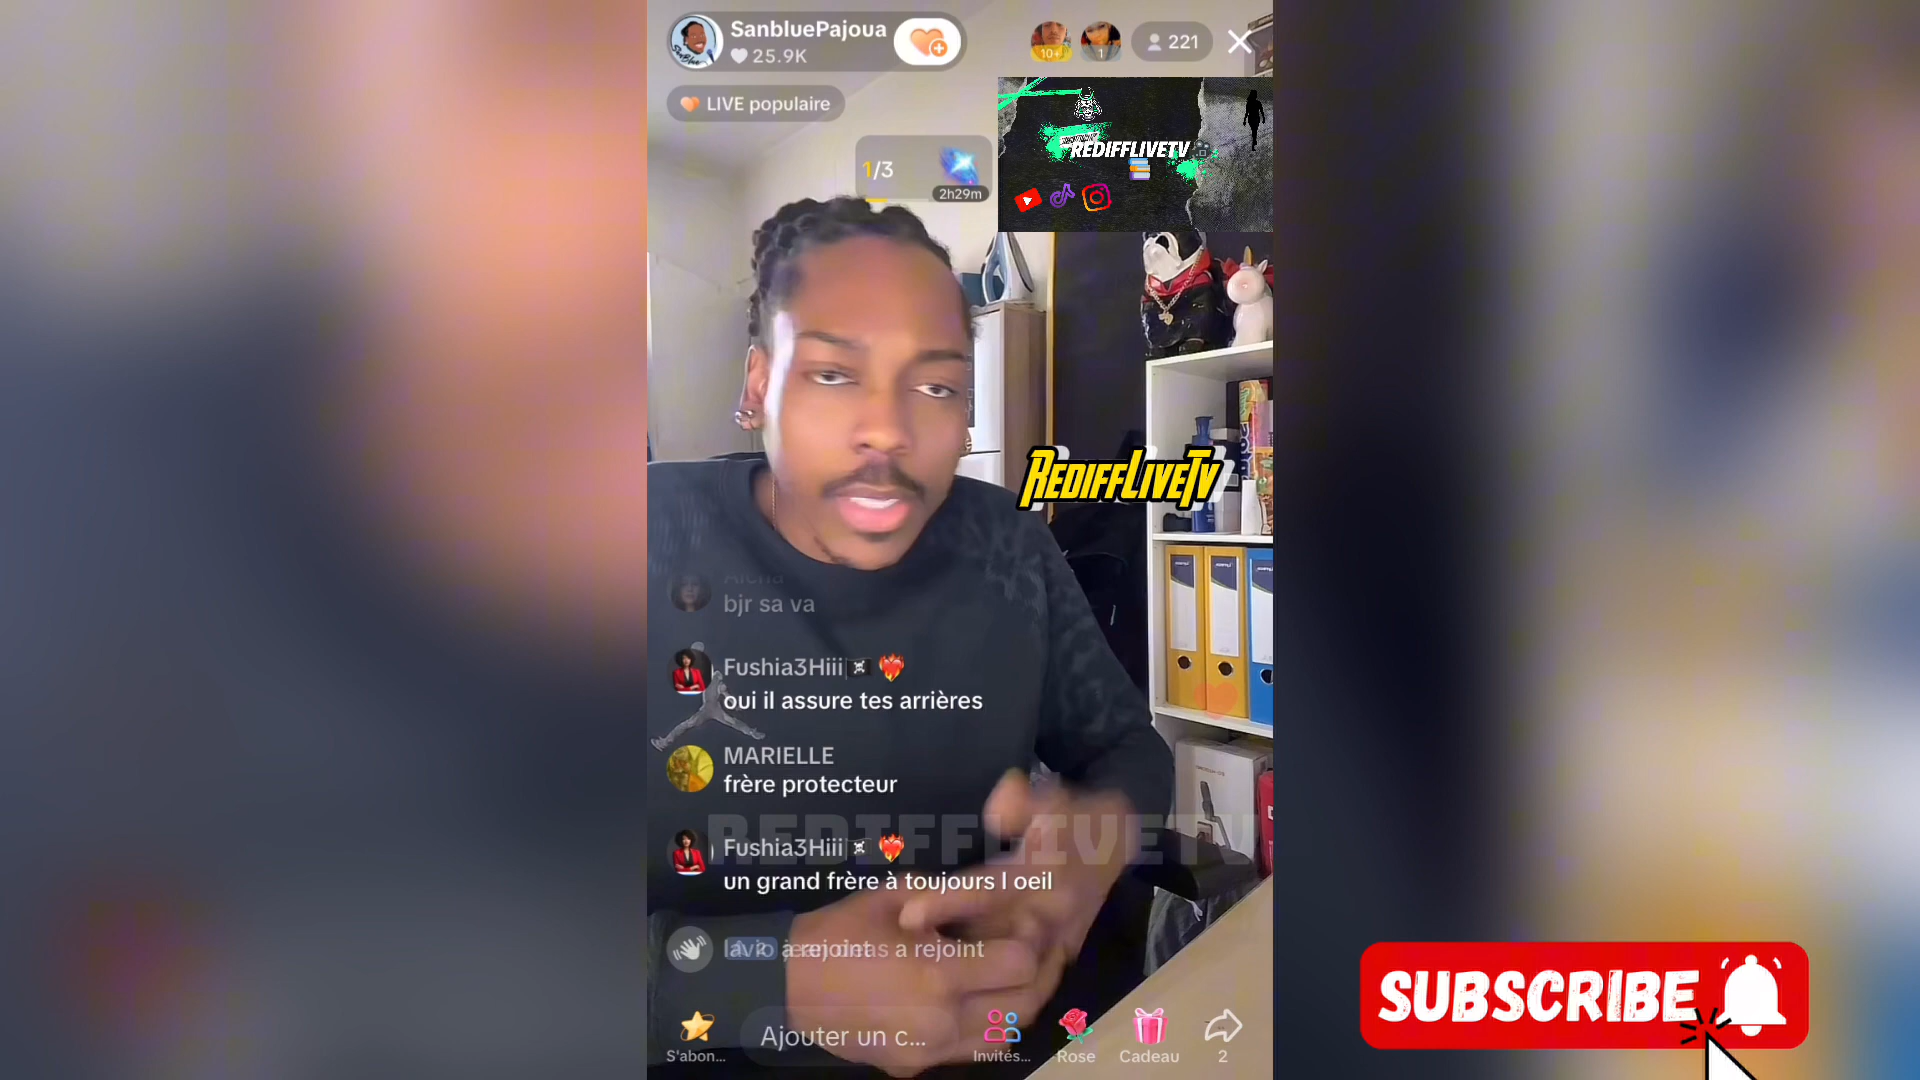 SanbluePajoua
25.9K
10+
1
221
LIVE populaire
1/3
2h29m
REDIFFLIVETV
REDIFFLIVETV
bjr sa va
Fushia3Hiii
oui il assure tes arrières
MARIELLE
frère protecteur
REDIFFLIVETV
Fushia3Hiii
un grand frère à toujours l oeil
a rejoint
S'abon...
Ajouter un c...
Invités...
Rose
Cadeau
2
SUBSCRIBE